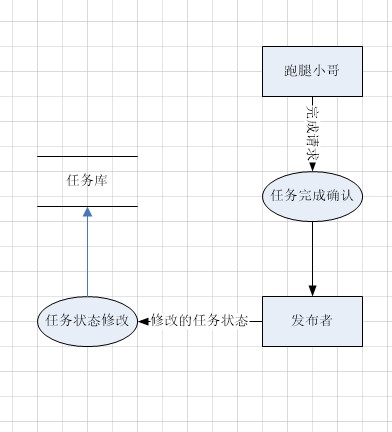 跑腿小哥
完成请求
任务库
任务完成确认
任务状态修改
修改的任务状态
发布者